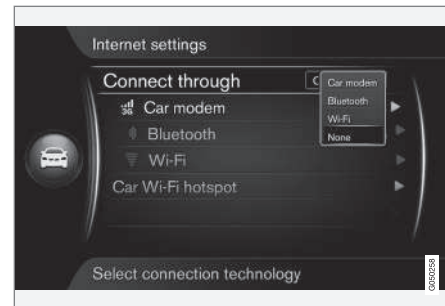 Internet settings
Connect through
3G Car modem
Bluetooth
Wi-Fi
Car Wi-Fi hotspot
Car modem
Bluetooth
Wi-Fi
None
Select connection technology
G050258